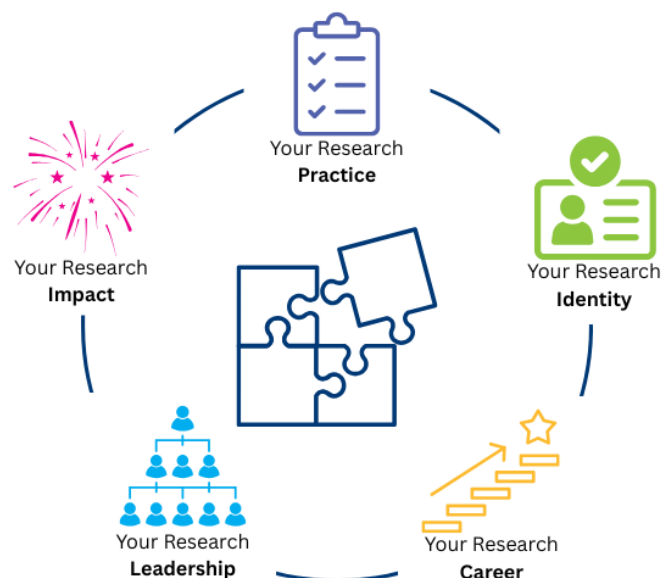 Your Research
Practice
Your Research
Identity
Your Research
Career
Your Research
Leadership
Your Research
Impact